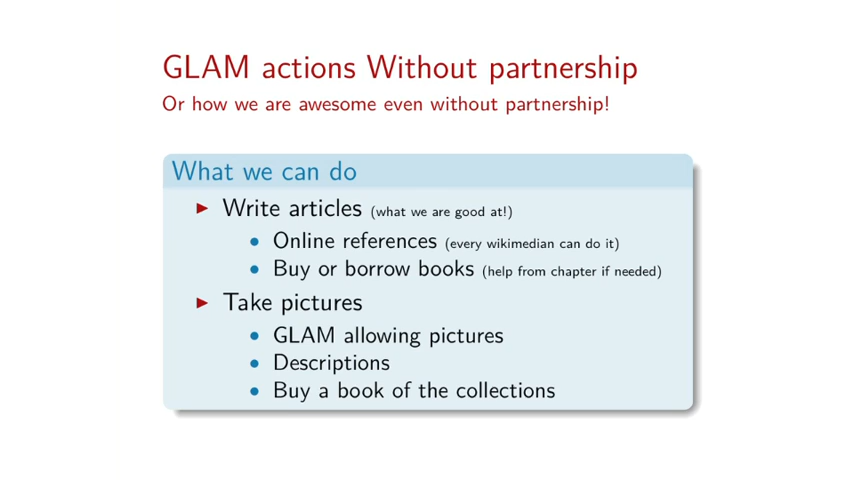 GLAM actions Without partnership
Or how we are awesome even without partnership!
What we can do
▶ Write articles (what we are good at!)
• Online references (every wikimedian can do it)
• Buy or borrow books (help from chapter if needed)
▶ Take pictures
• GLAM allowing pictures
• Descriptions
• Buy a book of the collections